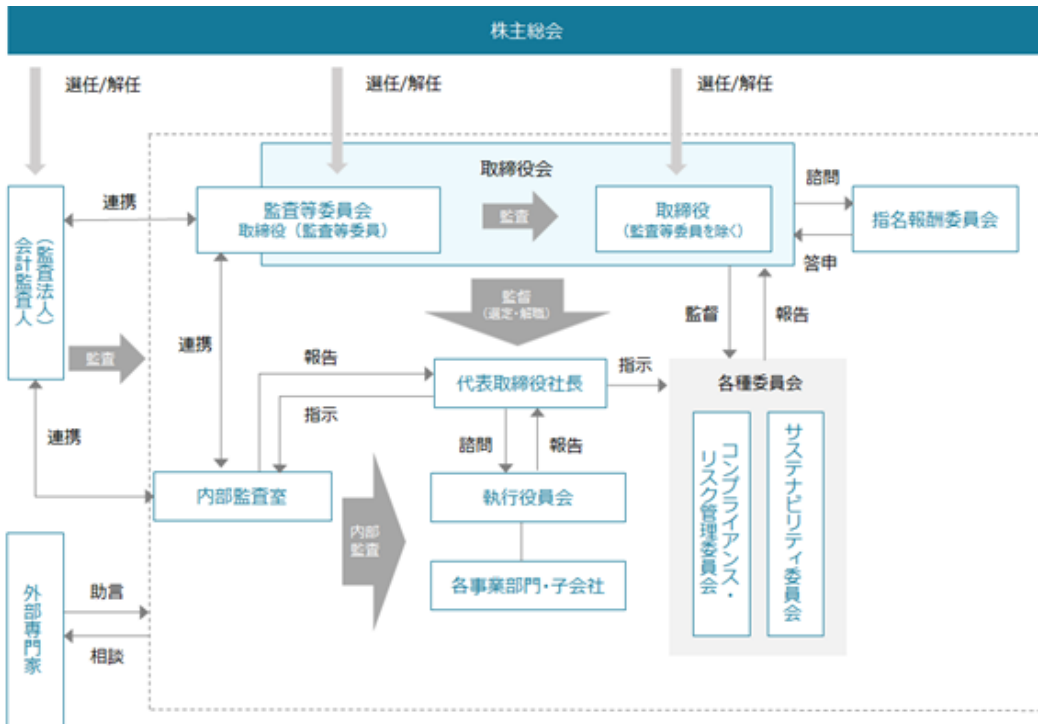 株主総会
選任/解任
選任/解任
選任/解任
取締役会
諮問
連携
監査等委員会
取締役（監査等委員）
監査
取締役
（監査等委員を除く）
指名報酬委員会
答申
会計監査人
（監査法人）
監督
（選定・解職）
監督
報告
監査
連携
報告
代表取締役社長
指示
各種委員会
指示
連携
諮問
報告
内部監査室
執行役員会
内部
監査
各事業部門・子会社
コンプライアンス・
リスク管理委員会
サステナビリティ委員会
外部専門家
助言
相談